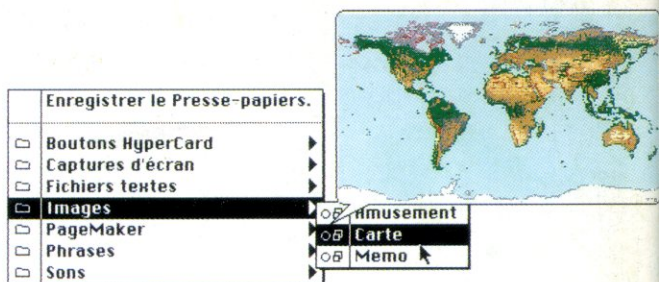 Enregistrer le Presse-papiers.
Boutons HyperCard
Captures d'écran
Fichiers textes
Images
PageMaker
Phrases
Sons
Amusement
Carte
Memo